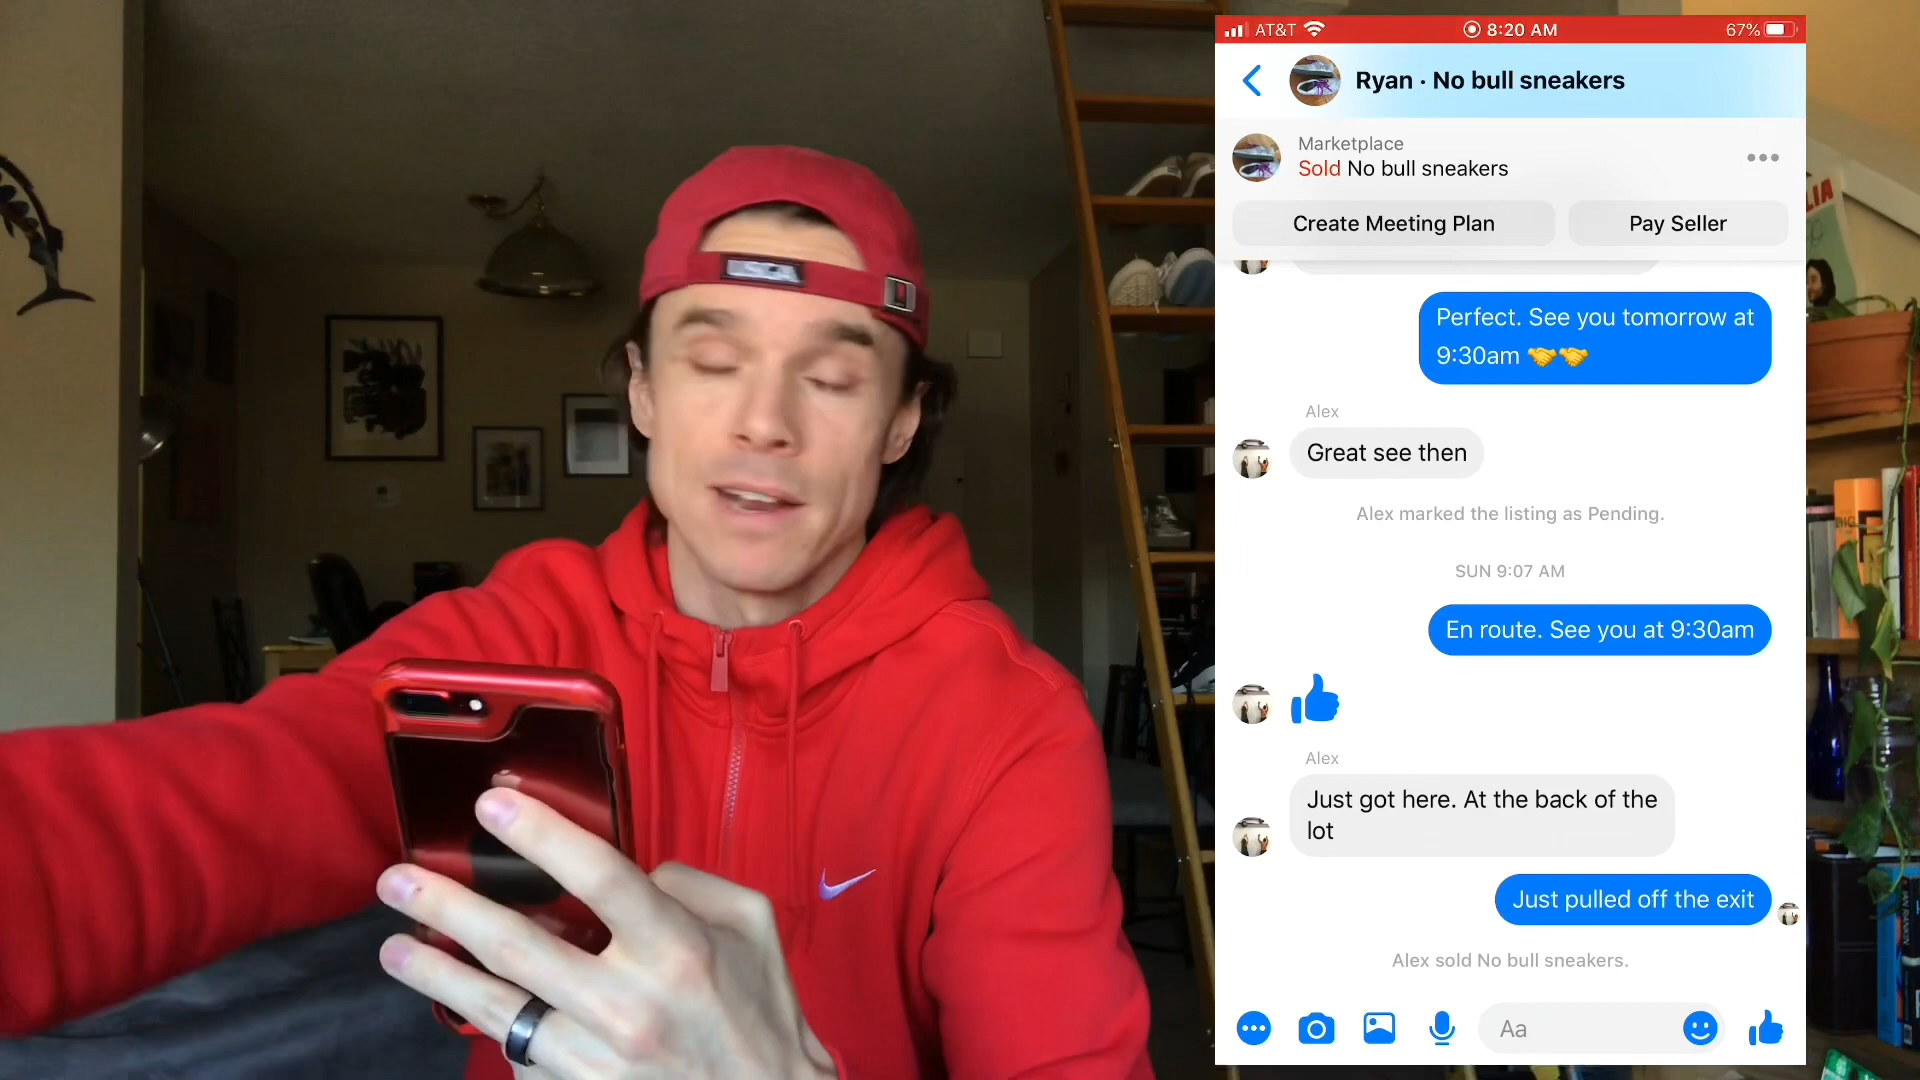 AT&T
8:20 AM
67%
Ryan · No bull sneakers
Marketplace
Sold No bull sneakers
Create Meeting Plan
Pay Seller
Perfect. See you tomorrow at
9:30am 🤝🤝
Alex
Great see then
Alex marked the listing as Pending.
SUN 9:07 AM
En route. See you at 9:30am
Alex
Just got here. At the back of the
lot
Just pulled off the exit
Alex sold No bull sneakers.
Aa